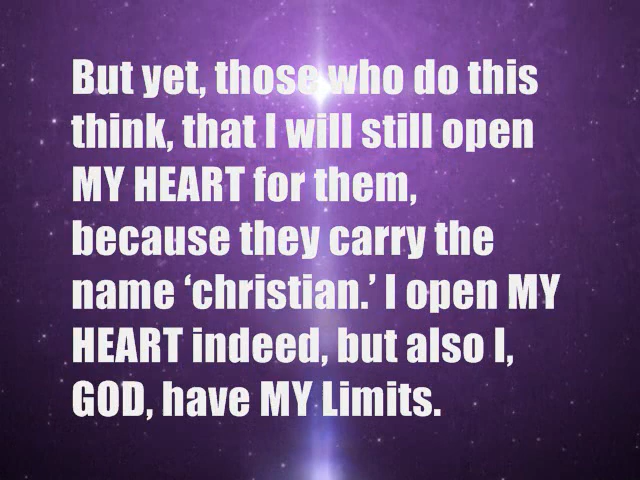 But yet, those who do this
think, that I will still open
MY HEART for them,
because they carry the
name ‘christian.’ I open MY
HEART indeed, but also I,
GOD, have MY Limits.